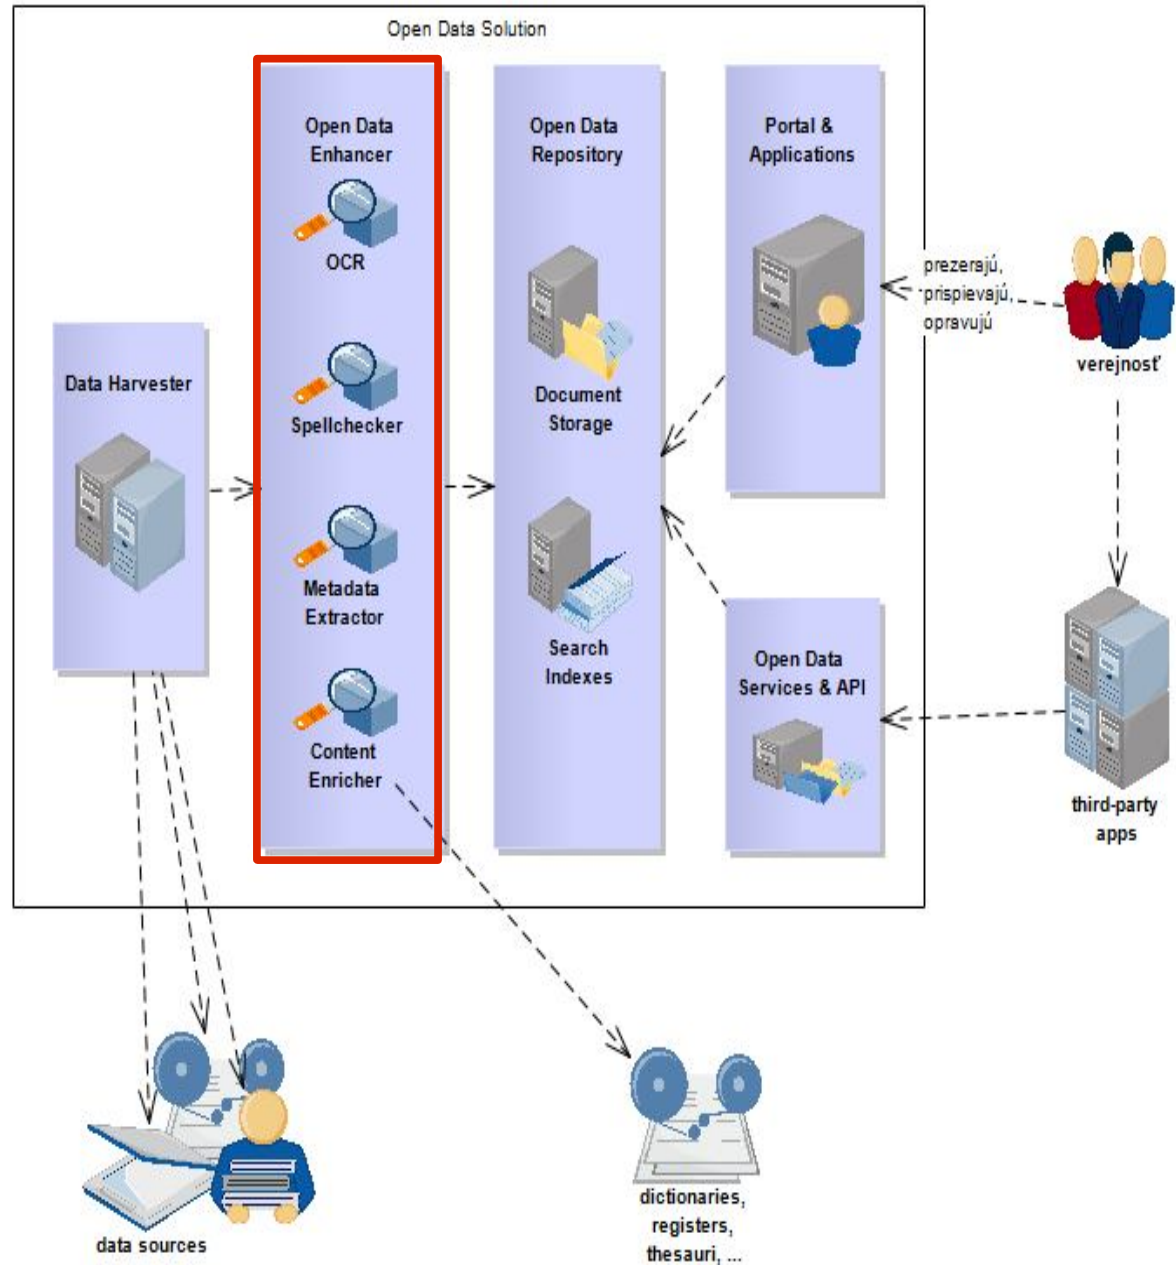 Open Data Solution
Open Data
Enhancer
OCR
Spellchecker
Metadata
Extractor
Content
Enricher
Open Data
Repository
Document
Storage
Search
Indexes
Portal &
Applications
Open Data
Services & API
Data Harvester
prezerajú,
prispievajú,
opravujú
verejnosť
third-party
apps
data sources
dictionaries,
registers,
thesauri, ...